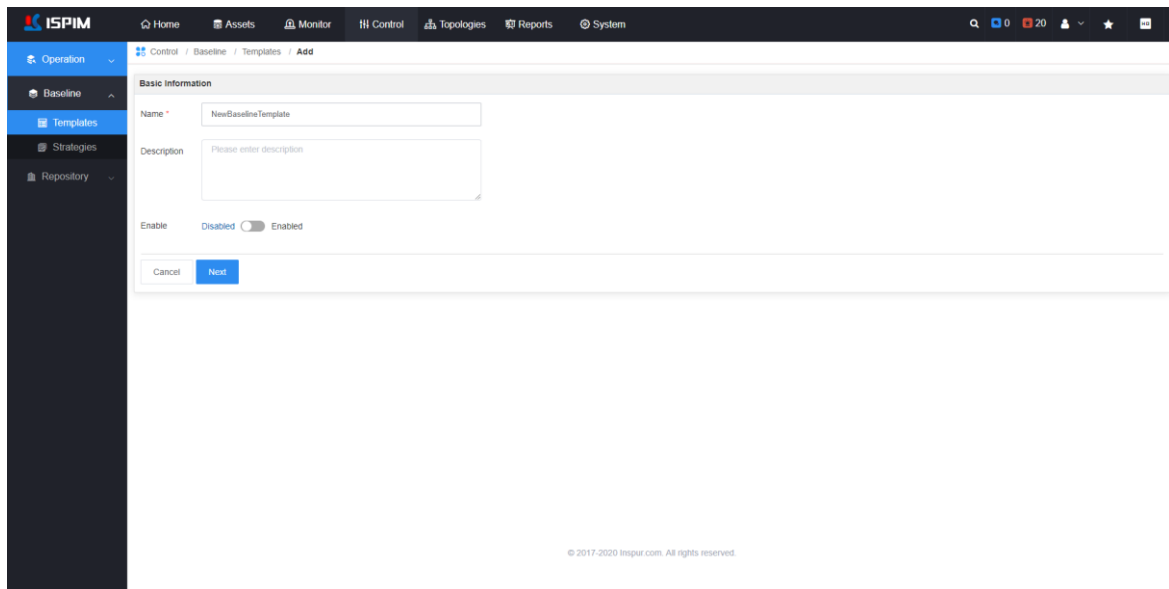 ISPIM Home Assets Monitor Control Topologies Reports System 0 20
Operation
Control / Baseline / Templates / Add
Baseline
Templates
Strategies
Repository
Basic Information
Name *
NewBaselineTemplate
Description
Please enter description
Enable
Disabled Enabled
Cancel Next
© 2017-2020 Inspur.com. All rights reserved.